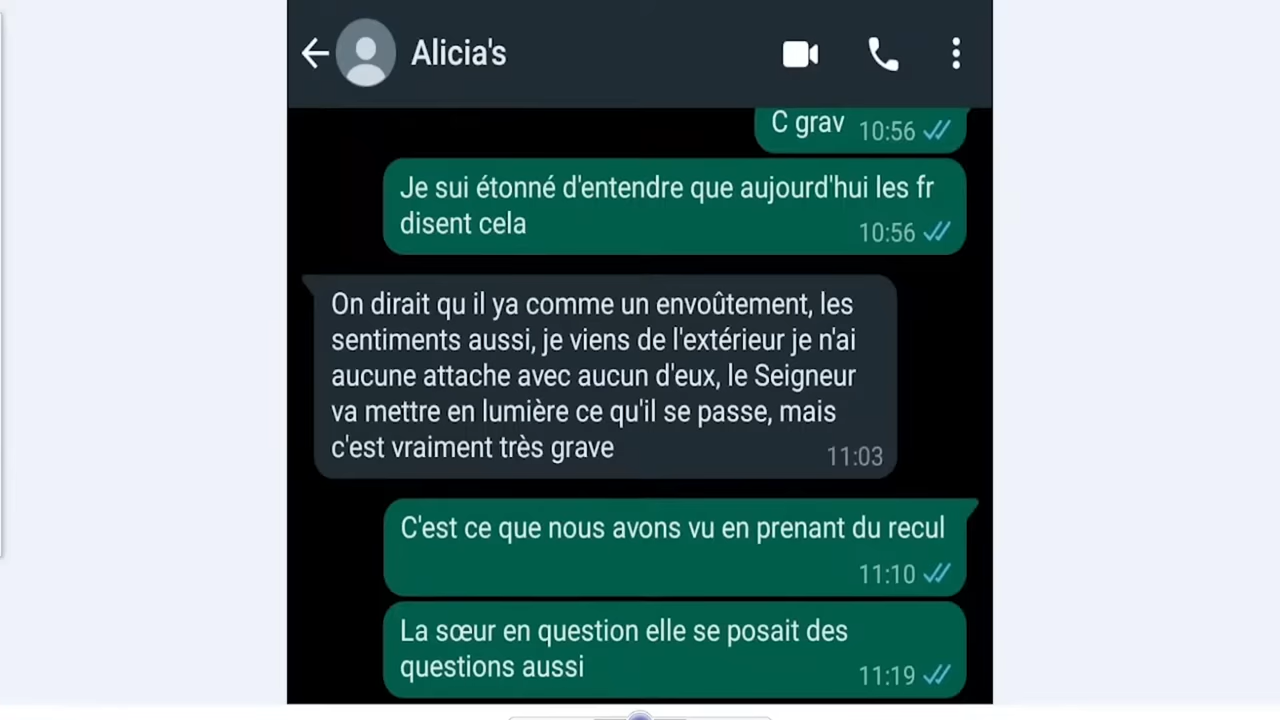 Alicia's
C grav 10:56
Je sui étonné d'entendre que aujourd'hui les fr
disent cela
10:56
On dirait qu il ya comme un envoûtement, les
sentiments aussi, je viens de l'extérieur je n'ai
aucune attache avec aucun d'eux, le Seigneur
va mettre en lumière ce qu'il se passe, mais
c'est vraiment très grave
11:03
C'est ce que nous avons vu en prenant du recul
11:10
La sœur en question elle se posait des
questions aussi
11:19